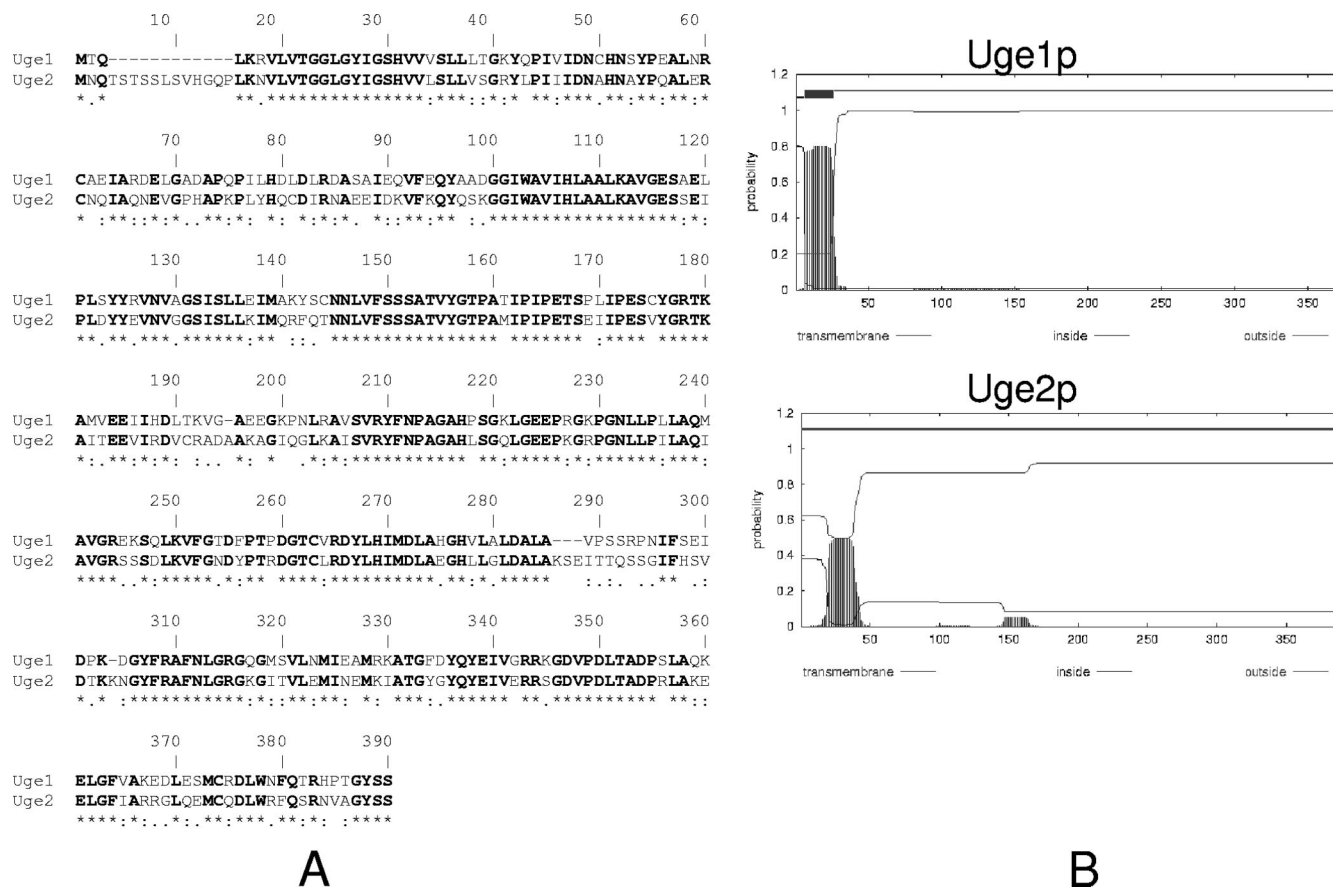 10 20 30 40 50 60
Uge1 MTQ------------LKRVLVTGGLGYIGSHVVVSLLLTGKYQPIVIDNCHNSYPEALNR
Uge2 MNQTSTSSLSVHGQPLKNVLVTGGLGYIGSHVVLSLLVSGRYLPIIIDNAHNAYPQALER
*.*            **.***************:***::*:* **:***.**:**:**:*
70 80 90 100 110 120
Uge1 CAEIARDELGADAPQPILHDLDLRDASAIEQVFEQYAADGGIWAVIHLAALKAVGESAEL
Uge2 CNQIAQNEVGPHAPKPLYHQCDIRNAEEIDKVFKQYQSKGGIWAVIHLAALKAVGESSEI
* :**::*:*..**:*: *: *:*:*. *::**:** ..******************:*:
130 140 150 160 170 180
Uge1 PLSYYRVNVAGSISLLEIMAKYSCNNLVFSSSATVYGTPATIPIPETSPLIPESCYGRTK
Uge2 PLDYYEVNVGGSISLLKIMQRFQTNNLVFSSSATVYGTPAMIPIPETSEIIPESVYGRTK
**.** ***.******:** ::. **************** ******* :**** *****
190 200 210 220 230 240
Uge1 AMVEEIIHDLTKVG-AEEGKPNLRAVSVRYFNPAGAHPSGKLGEEPRGKPGNLLPLLAQM
Uge2 AITEEVIRDVCRADAAKAGIQGLKAISVRYFNPAGAHLSGQLGEEPKGRPGNLLPILAQI
*:.**:*:*: :.. *: *  .*:*:*********** **:*****:*:******:***:
250 260 270 280 290 300
Uge1 AVGREKSQLKVFGTDFPTPDGTCVRDYLHIMDLAHGHVLALDALA---VPSSRPNIFSEI
Uge2 AVGRSSSDLKVFGNDYPTRDGTCLRDYLHIMDLAEGHLLGLDALAKSEITTQSSGIFHSV
****..*.*****.*:** ****:**********.**:*.*****   :.:....** .:
310 320 330 340 350 360
Uge1 DPK-DGYFRAFNLGRGQGMSVLNMIEAMRKATGFDYQYEIVGRRKGDVPDLTADPSLAQK
Uge2 DTKKNGYFRAFNLGRGKGITVLEMINEMKIATGYGYQYEIVERRSGDVPDLTADPRLAKE
*.* :***********:*::**:**: *: ***:.****** **.********** **::
370 380 390
Uge1 ELGFVAKEDLESMCRDLWNFQTRHPTGYSS
Uge2 ELGFIARRGLQEMCQDLWRFQSRNVAGYSS
****:*:..*:.**:***.**:*: :****
A
Uge1p
1.2
1
0.8
0.6
0.4
0.2
0
probability
50 100 150 200 250 300 350
transmembrane inside outside
Uge2p
1.2
1
0.8
0.6
0.4
0.2
0
probability
50 100 150 200 250 300 350
transmembrane inside outside
B